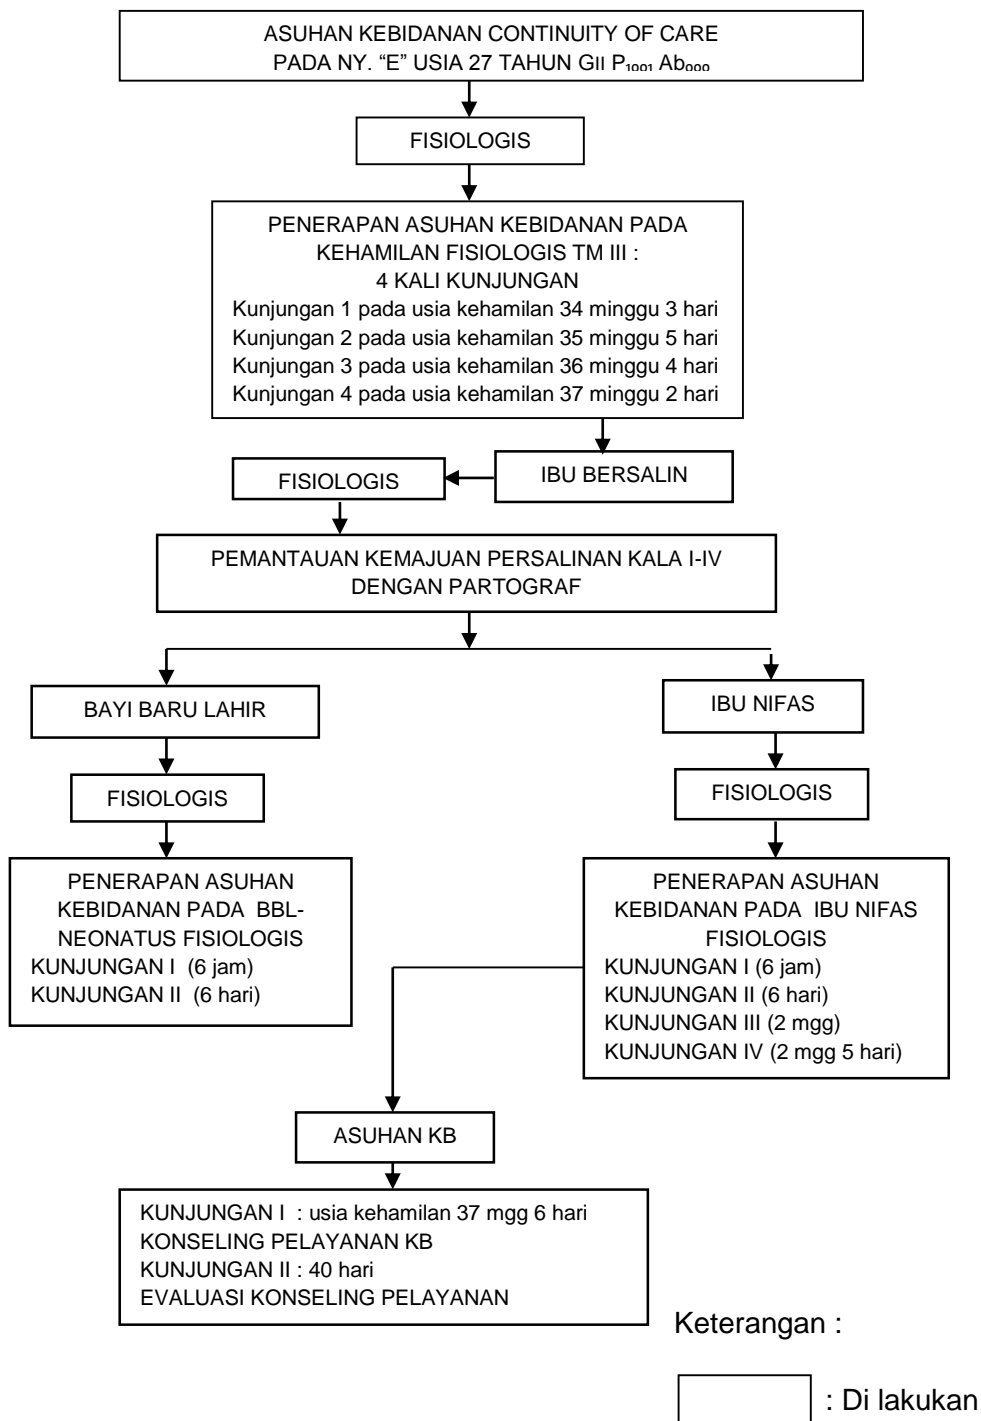 ASUHAN KEBIDANAN CONTINUITY OF CARE
PADA NY. “E” USIA 27 TAHUN GII P₁₀₀₁ Ab₀₀₀
FISIOLOGIS
PENERAPAN ASUHAN KEBIDANAN PADA
KEHAMILAN FISIOLOGIS TM III :
4 KALI KUNJUNGAN
Kunjungan 1 pada usia kehamilan 34 minggu 3 hari
Kunjungan 2 pada usia kehamilan 35 minggu 5 hari
Kunjungan 3 pada usia kehamilan 36 minggu 4 hari
Kunjungan 4 pada usia kehamilan 37 minggu 2 hari
IBU BERSALIN
FISIOLOGIS
PEMANTAUAN KEMAJUAN PERSALINAN KALA I-IV
DENGAN PARTOGRAF
BAYI BARU LAHIR
FISIOLOGIS
PENERAPAN ASUHAN
KEBIDANAN PADA BBL-
NEONATUS FISIOLOGIS
KUNJUNGAN I (6 jam)
KUNJUNGAN II (6 hari)
IBU NIFAS
FISIOLOGIS
PENERAPAN ASUHAN
KEBIDANAN PADA IBU NIFAS
FISIOLOGIS
KUNJUNGAN I (6 jam)
KUNJUNGAN II (6 hari)
KUNJUNGAN III (2 mgg)
KUNJUNGAN IV (2 mgg 5 hari)
ASUHAN KB
KUNJUNGAN I : usia kehamilan 37 mgg 6 hari
KONSELING PELAYANAN KB
KUNJUNGAN II : 40 hari
EVALUASI KONSELING PELAYANAN
Keterangan :
: Di lakukan